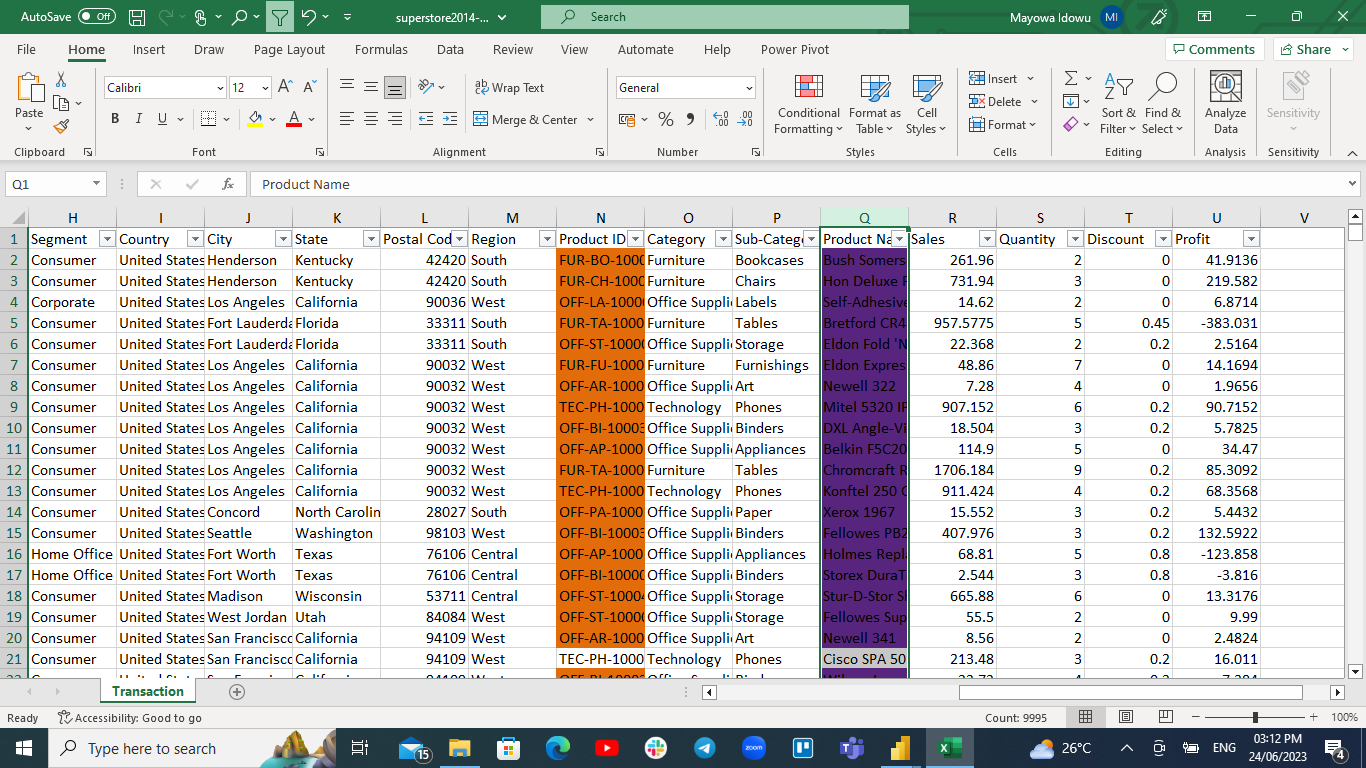 AutoSave Off superstore2014-... Search Mayowa Idowu MI
File Home Insert Draw Page Layout Formulas Data Review View Automate Help Power Pivot Comments Share
Paste Calibri 12 Wrap Text General Conditional Formatting Format as Table Cell Styles Insert Sort & Filter Find & Select Analyze Data Sensitivity
B I U Merge & Center Delete
Format
Clipboard Font Alignment Number Styles Cells Editing Analysis Sensitivity
Q1 fx Product Name
H I J K L M N O P Q R S T U V
1 Segment Country City State Postal Cod Region Product ID Category Sub-Catego Product Na Sales Quantity Discount Profit
2 Consumer United States Henderson Kentucky 42420 South FUR-BO-1000 Furniture Bookcases Bush Somers 261.96 2 0 41.9136
3 Consumer United States Henderson Kentucky 42420 South FUR-CH-1000 Furniture Chairs Hon Deluxe F 731.94 3 0 219.582
4 Corporate United States Los Angeles California 90036 West OFF-LA-1000 Office Suppli Labels Self-Adhesive 14.62 2 0 6.8714
5 Consumer United States Fort Lauderda Florida 33311 South FUR-TA-1000 Furniture Tables Bretford CR4 957.5775 5 0.45 -383.031
6 Consumer United States Fort Lauderda Florida 33311 South OFF-ST-1000 Office Suppli Storage Eldon Fold 'N 22.368 2 0.2 2.5164
7 Consumer United States Los Angeles California 90032 West FUR-FU-1000 Furniture Furnishings Eldon Expres 48.86 7 0 14.1694
8 Consumer United States Los Angeles California 90032 West OFF-AR-1000 Office Suppli Art Newell 322 7.28 4 0 1.9656
9 Consumer United States Los Angeles California 90032 West TEC-PH-1000 Technology Phones Mitel 5320 IP 907.152 6 0.2 90.7152
10 Consumer United States Los Angeles California 90032 West OFF-BI-10003 Office Suppli Binders DXL Angle-Vi 18.504 3 0.2 5.7825
11 Consumer United States Los Angeles California 90032 West OFF-AP-1000 Office Suppli Appliances Belkin F5C20 114.9 5 0 34.47
12 Consumer United States Los Angeles California 90032 West FUR-TA-1000 Furniture Tables Chromcraft R 1706.184 9 0.2 85.3092
13 Consumer United States Los Angeles California 90032 West TEC-PH-1000 Technology Phones Konftel 250 C 911.424 4 0.2 68.3568
14 Consumer United States Concord North Carolin 28027 South OFF-PA-1000 Office Suppli Paper Xerox 1967 15.552 3 0.2 5.4432
15 Consumer United States Seattle Washington 98103 West OFF-BI-10003 Office Suppli Binders Fellowes PB2 407.976 3 0.2 132.5922
16 Home Office United States Fort Worth Texas 76106 Central OFF-AP-1000 Office Suppli Appliances Holmes Repl 68.81 5 0.8 -123.858
17 Home Office United States Fort Worth Texas 76106 Central OFF-BI-1000 Office Suppli Binders Storex DuraT 2.544 3 0.8 -3.816
18 Consumer United States Madison Wisconsin 53711 Central OFF-ST-1000 Office Suppli Storage Stur-D-Stor S 665.88 6 0 13.3176
19 Consumer United States West Jordan Utah 84084 West OFF-ST-1000 Office Suppli Storage Fellowes Sup 55.5 2 0 9.99
20 Consumer United States San Francisco California 94109 West OFF-AR-1000 Office Suppli Art Newell 341 8.56 2 0 2.4824
21 Consumer United States San Francisco California 94109 West TEC-PH-1000 Technology Phones Cisco SPA 50 213.48 3 0.2 16.011
Transaction
Ready Accessibility: Good to go Count: 9995 100%
Type here to search 15 zoom 26°C ENG 03:12 PM 24/06/2023 4